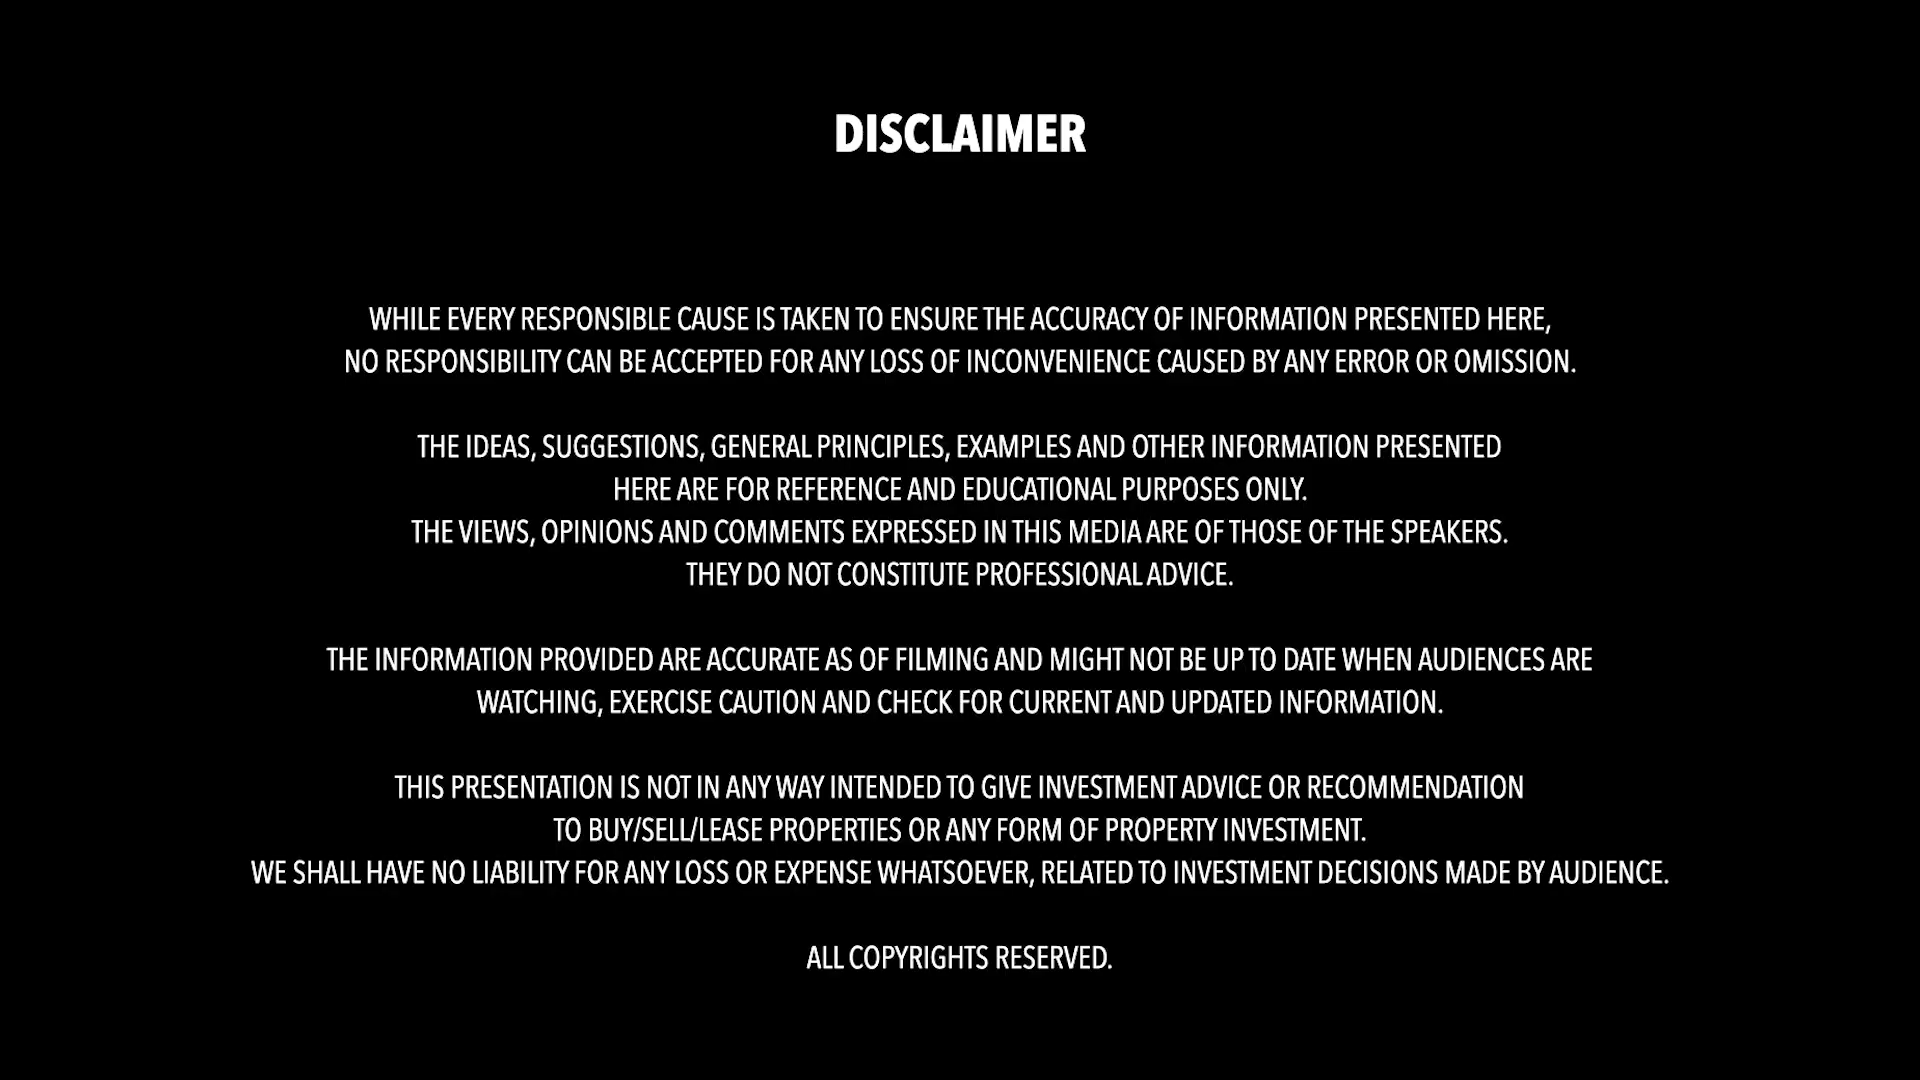 DISCLAIMER
WHILE EVERY RESPONSIBLE CAUSE IS TAKEN TO ENSURE THE ACCURACY OF INFORMATION PRESENTED HERE,
NO RESPONSIBILITY CAN BE ACCEPTED FOR ANY LOSS OF INCONVENIENCE CAUSED BY ANY ERROR OR OMISSION.
THE IDEAS, SUGGESTIONS, GENERAL PRINCIPLES, EXAMPLES AND OTHER INFORMATION PRESENTED
HERE ARE FOR REFERENCE AND EDUCATIONAL PURPOSES ONLY.
THE VIEWS, OPINIONS AND COMMENTS EXPRESSED IN THIS MEDIA ARE OF THOSE OF THE SPEAKERS.
THEY DO NOT CONSTITUTE PROFESSIONAL ADVICE.
THE INFORMATION PROVIDED ARE ACCURATE AS OF FILMING AND MIGHT NOT BE UP TO DATE WHEN AUDIENCES ARE
WATCHING, EXERCISE CAUTION AND CHECK FOR CURRENT AND UPDATED INFORMATION.
THIS PRESENTATION IS NOT IN ANY WAY INTENDED TO GIVE INVESTMENT ADVICE OR RECOMMENDATION
TO BUY/SELL/LEASE PROPERTIES OR ANY FORM OF PROPERTY INVESTMENT.
WE SHALL HAVE NO LIABILITY FOR ANY LOSS OR EXPENSE WHATSOEVER, RELATED TO INVESTMENT DECISIONS MADE BY AUDIENCE.
ALL COPYRIGHTS RESERVED.